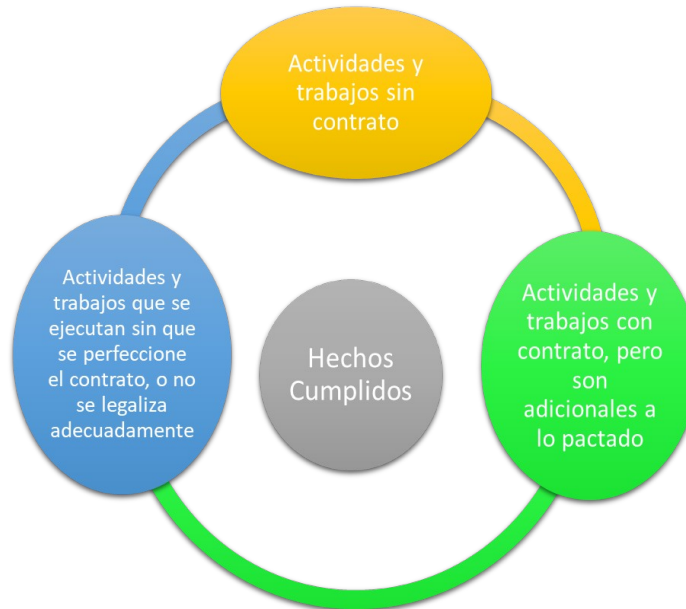 Actividades y
trabajos sin
contrato
Actividades y
trabajos que se
ejecutan sin que
se perfeccione
el contrato, o no
se legaliza
adecuadamente
Hechos
Cumplidos
Actividades y
trabajos con
contrato, pero
son
adicionales a
lo pactado